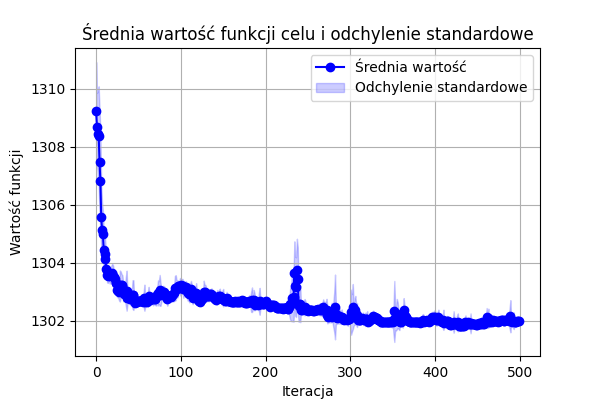 Średnia wartość funkcji celu i odchylenie standardowe
Średnia wartość
Odchylenie standardowe
Wartość funkcji
1310
1308
1306
1304
1302
0 100 200 300 400 500
Iteracja